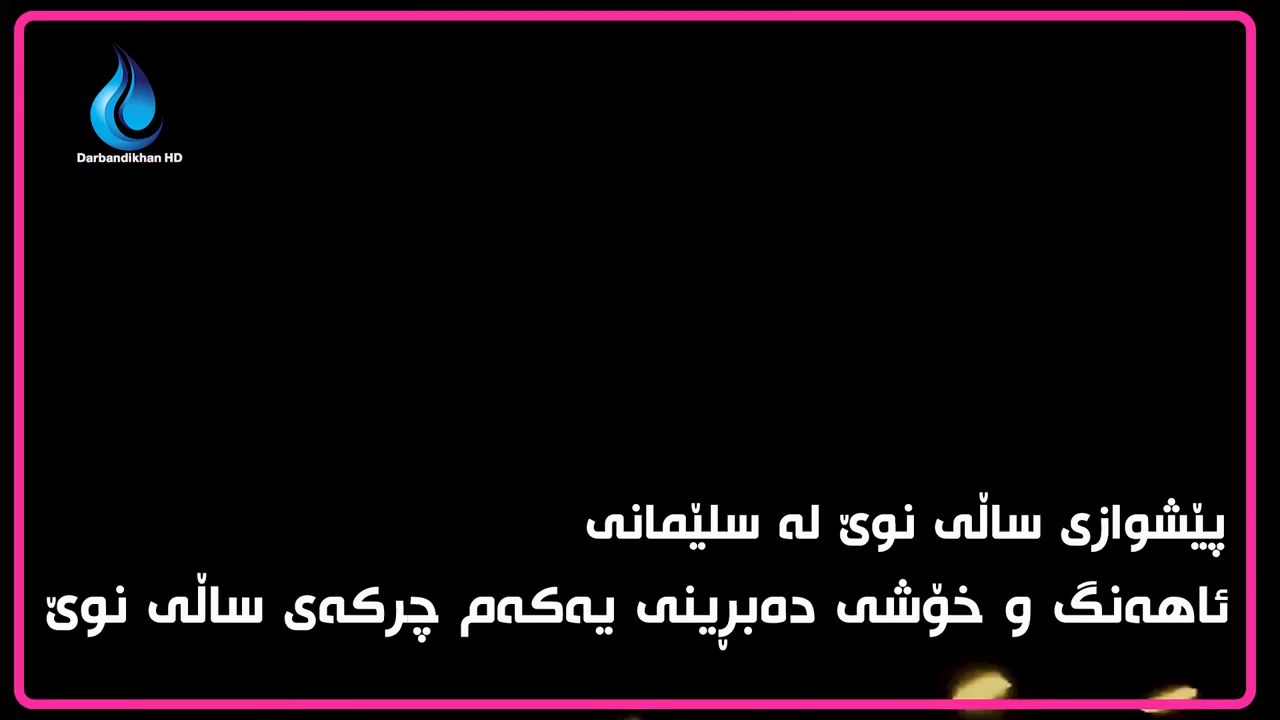 Darbandikhan HD
پێشوازی ساڵی نوێ لە سلێمانی
ئاهەنگ و خۆشی دەبڕینی یەکەم چرکەی ساڵی نوێ